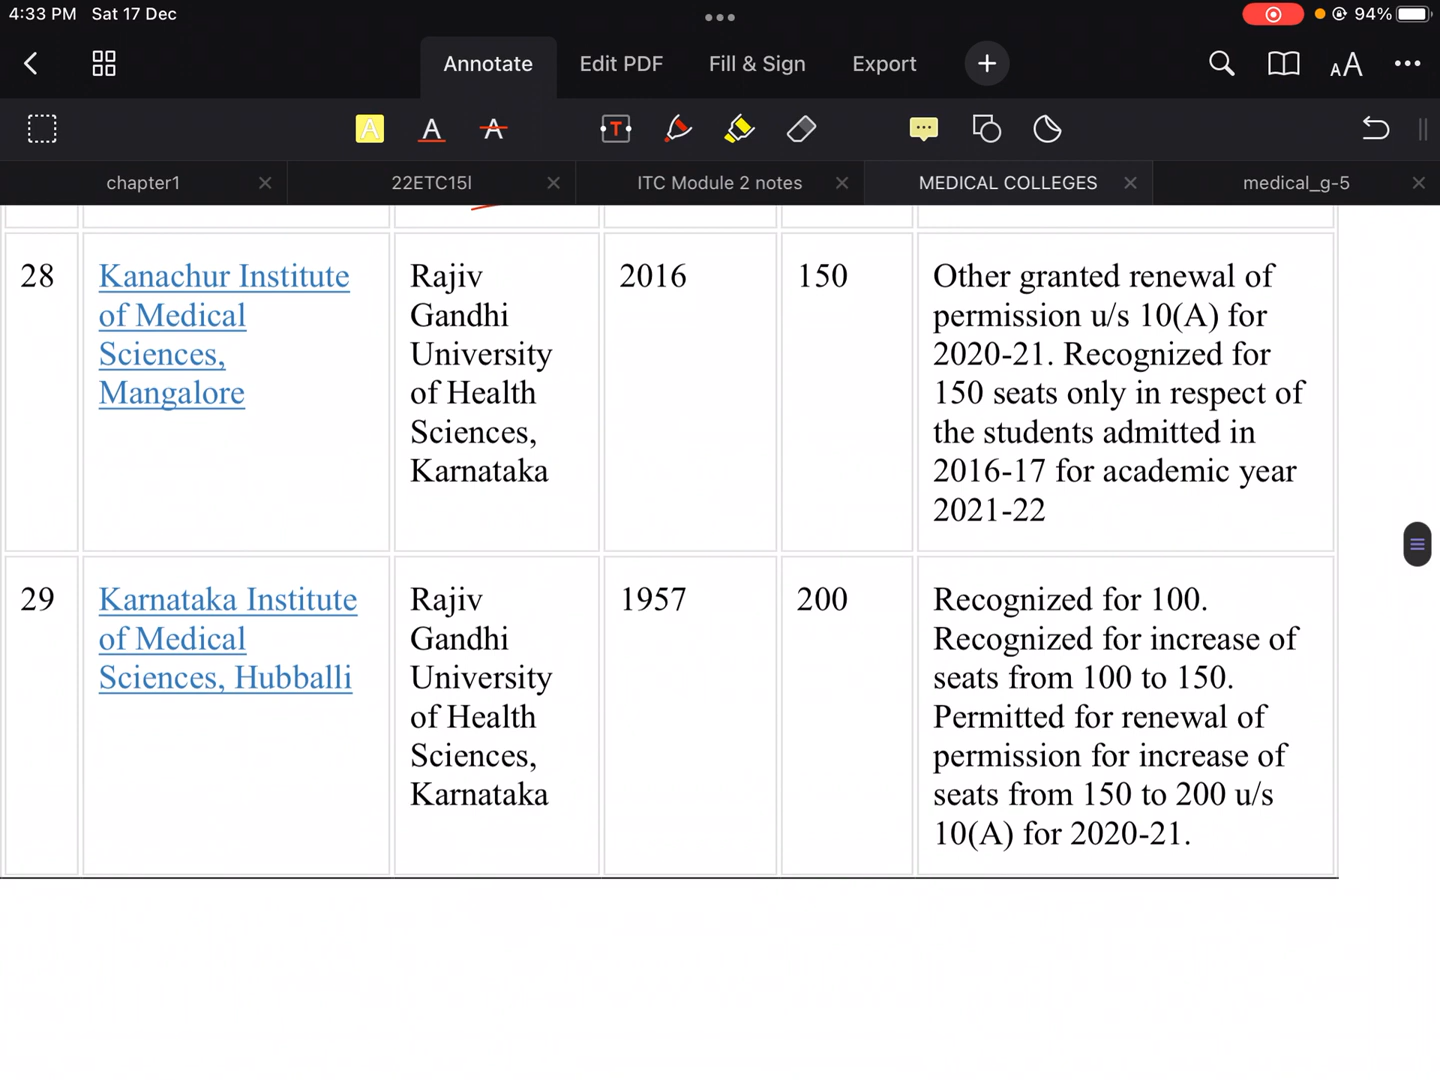 4:33 PM Sat 17 Dec
94%
Annotate Edit PDF Fill & Sign Export
chapter1 22ETC15I ITC Module 2 notes MEDICAL COLLEGES medical_g-5
28 Kanachur Institute Rajiv 2016 150 Other granted renewal of
of Medical Gandhi permission u/s 10(A) for
Sciences, University 2020-21. Recognized for
Mangalore of Health 150 seats only in respect of
Sciences, the students admitted in
Karnataka 2016-17 for academic year
2021-22
29 Karnataka Institute Rajiv 1957 200 Recognized for 100.
of Medical Gandhi Recognized for increase of
Sciences, Hubballi University seats from 100 to 150.
of Health Permitted for renewal of
Sciences, permission for increase of
Karnataka seats from 150 to 200 u/s
10(A) for 2020-21.